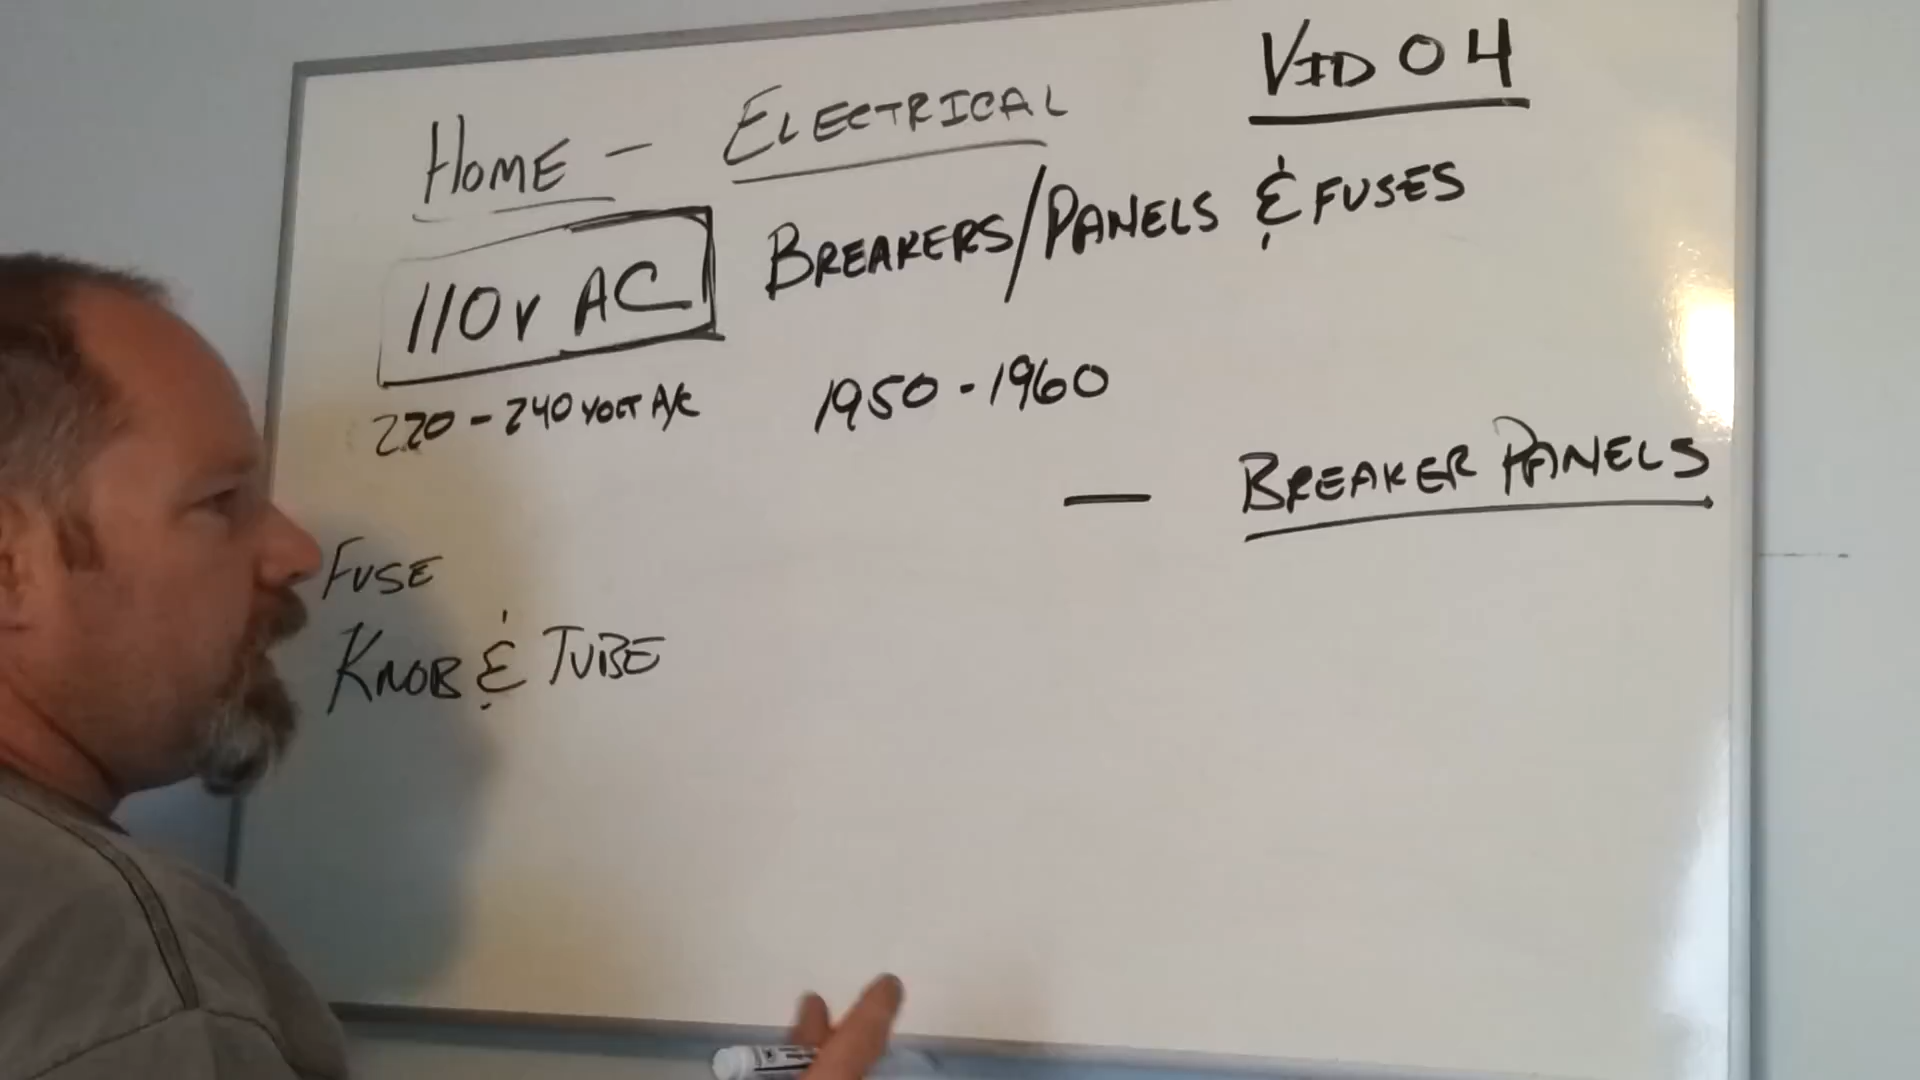 VID 04
HOME - ELECTRICAL
BREAKERS/PANELS & FUSES
110V AC
220 - 240 VOLT A/C
1950 - 1960
— BREAKER PANELS
FUSE
KNOB & TUBE